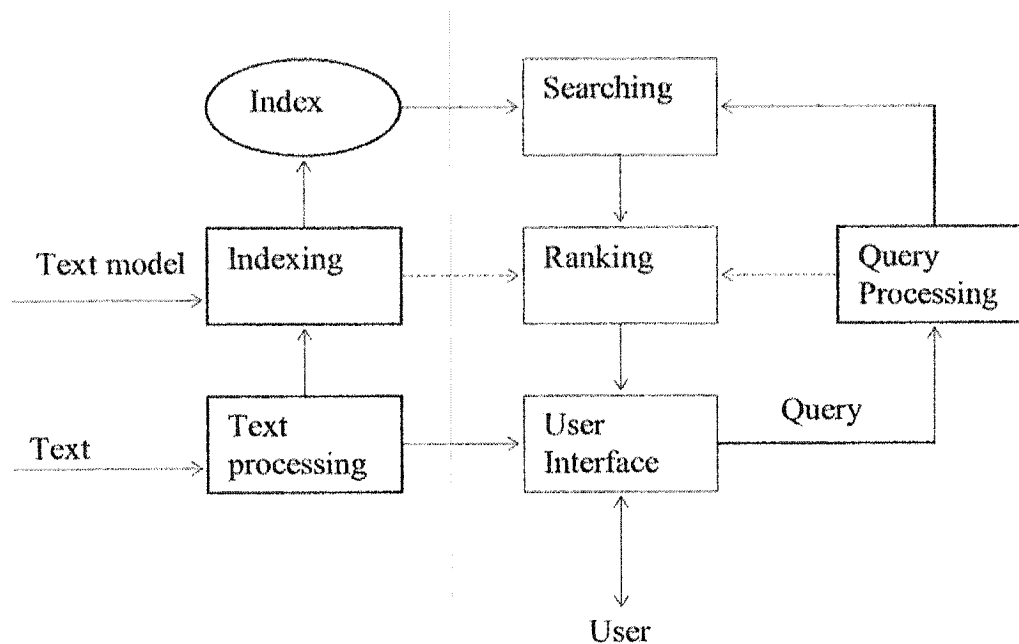 Index
Searching
Text model
Indexing
Ranking
Query
Processing
Text
Text
processing
User
Interface
Query
User